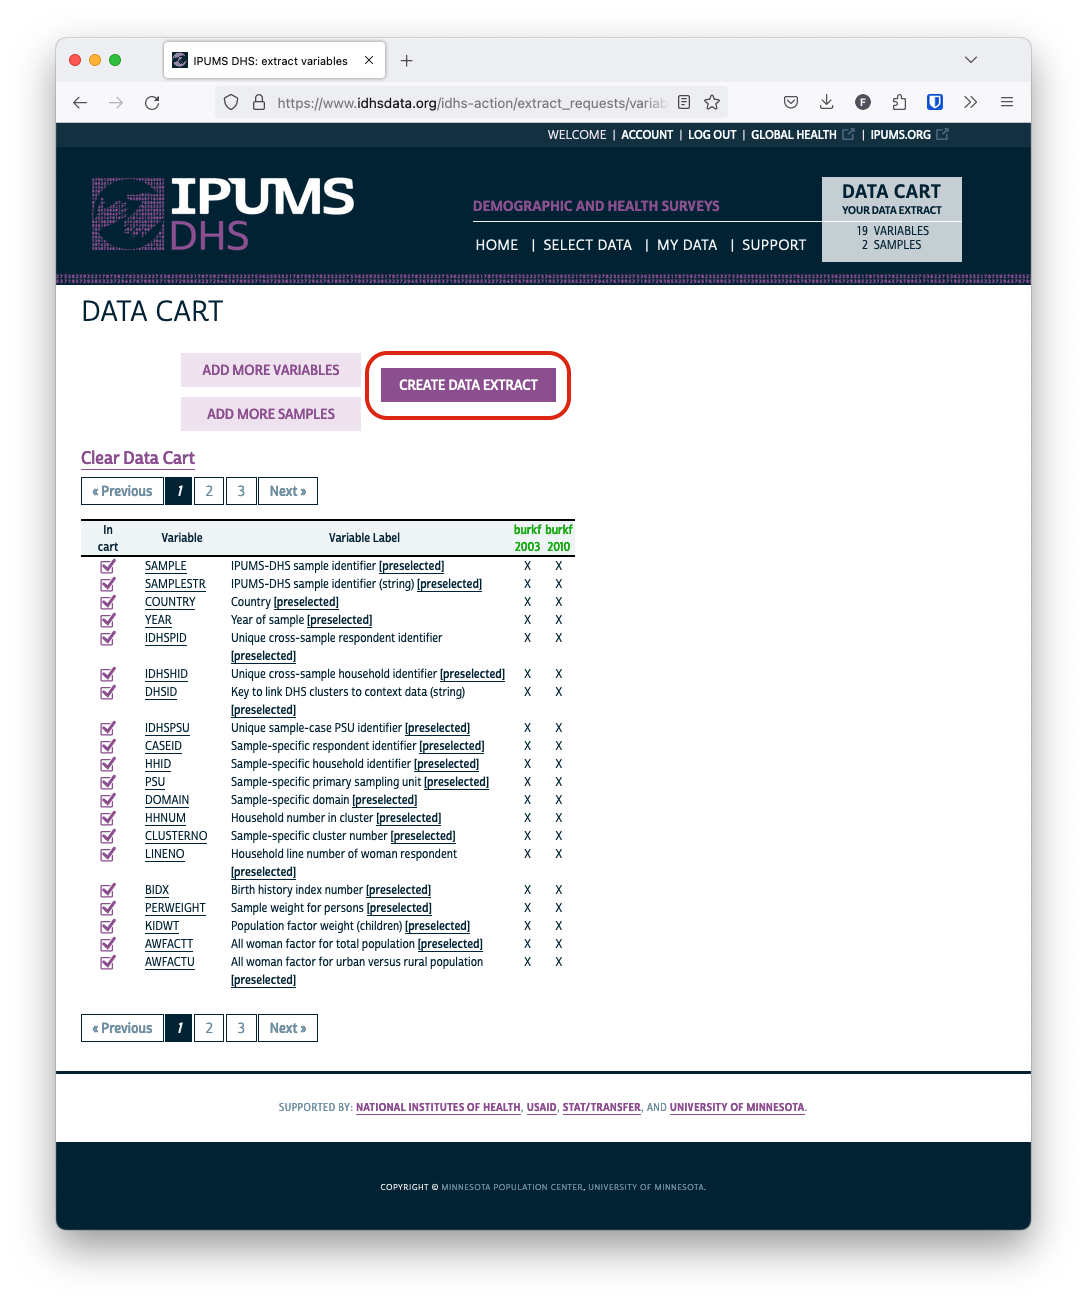 IPUMS DHS: extract variables
https://www.idhsdata.org/idhs-action/extract_requests/variab
F
WELCOME | ACCOUNT | LOG OUT | GLOBAL HEALTH | IPUMS.ORG
IPUMS
DHS
DEMOGRAPHIC AND HEALTH SURVEYS
HOME | SELECT DATA | MY DATA | SUPPORT
DATA CART
YOUR DATA EXTRACT
19 VARIABLES
2 SAMPLES
DATA CART
ADD MORE VARIABLES
CREATE DATA EXTRACT
ADD MORE SAMPLES
Clear Data Cart
« Previous 1 2 3 Next »
In cart Variable Variable Label burkf 2003 burkf 2010
SAMPLE IPUMS-DHS sample identifier [preselected] X X
SAMPLESTR IPUMS-DHS sample identifier (string) [preselected] X X
COUNTRY Country [preselected] X X
YEAR Year of sample [preselected] X X
IDHSPID Unique cross-sample respondent identifier X X
[preselected]
IDHSHID Unique cross-sample household identifier [preselected] X X
DHSID Key to link DHS clusters to context data (string) X X
[preselected]
IDHSPSU Unique sample-case PSU identifier [preselected] X X
CASEID Sample-specific respondent identifier [preselected] X X
HHID Sample-specific household identifier [preselected] X X
PSU Sample-specific primary sampling unit [preselected] X X
DOMAIN Sample-specific domain [preselected] X X
HHNUM Household number in cluster [preselected] X X
CLUSTERNO Sample-specific cluster number [preselected] X X
LINENO Household line number of woman respondent X X
[preselected]
BIDX Birth history index number [preselected] X X
PERWEIGHT Sample weight for persons [preselected] X X
KIDWT Population factor weight (children) [preselected] X X
AWFACTT All woman factor for total population [preselected] X X
AWFACTU All woman factor for urban versus rural population X X
[preselected]
« Previous 1 2 3 Next »
SUPPORTED BY: NATIONAL INSTITUTES OF HEALTH, USAID, STAT/TRANSFER, AND UNIVERSITY OF MINNESOTA.
COPYRIGHT © MINNESOTA POPULATION CENTER, UNIVERSITY OF MINNESOTA.